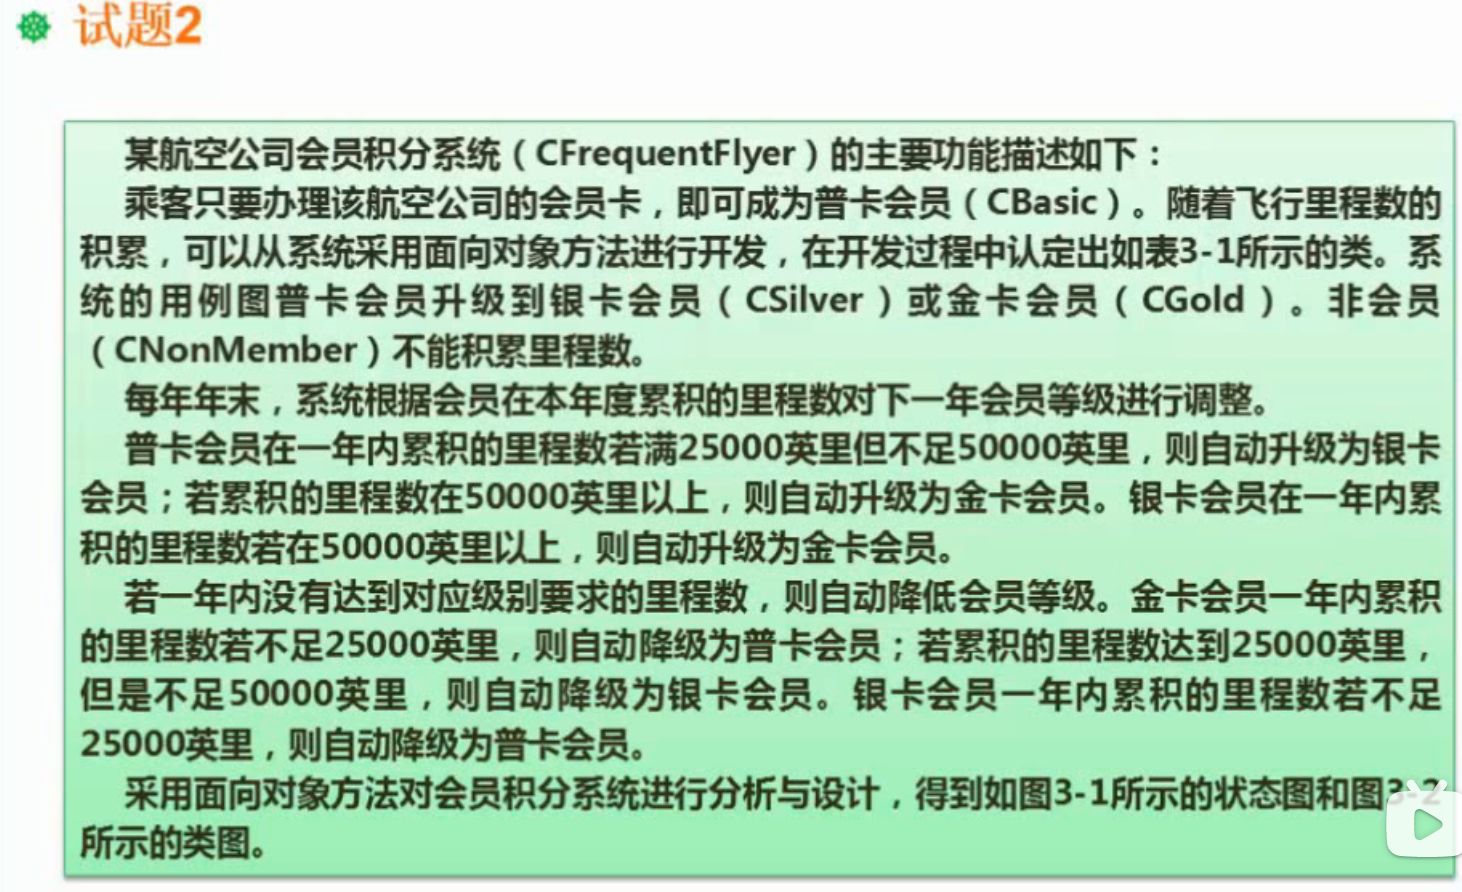 试题2
某航空公司会员积分系统（CFrequentFlyer）的主要功能描述如下：
乘客只要办理该航空公司的会员卡，即可成为普卡会员（CBasic）。随着飞行里程数的
积累，可以从系统采用面向对象方法进行开发，在开发过程中认定出如表3-1所示的类。系
统的用例图普卡会员升级到银卡会员（CSilver）或金卡会员（CGold）。非会员
（CNonMember）不能积累里程数。
每年年末，系统根据会员在本年度累积的里程数对下一年会员等级进行调整。
普卡会员在一年内累积的里程数若满25000英里但不足50000英里，则自动升级为银卡
会员；若累积的里程数在50000英里以上，则自动升级为金卡会员。银卡会员在一年内累
积的里程数若在50000英里以上，则自动升级为金卡会员。
若一年内没有达到对应级别要求的里程数，则自动降低会员等级。金卡会员一年内累积
的里程数若不足25000英里，则自动降级为普卡会员；若累积的里程数达到25000英里，
但是不足50000英里，则自动降级为银卡会员。银卡会员一年内累积的里程数若不足
25000英里，则自动降级为普卡会员。
采用面向对象方法对会员积分系统进行分析与设计，得到如图3-1所示的状态图和图3-2
所示的类图。